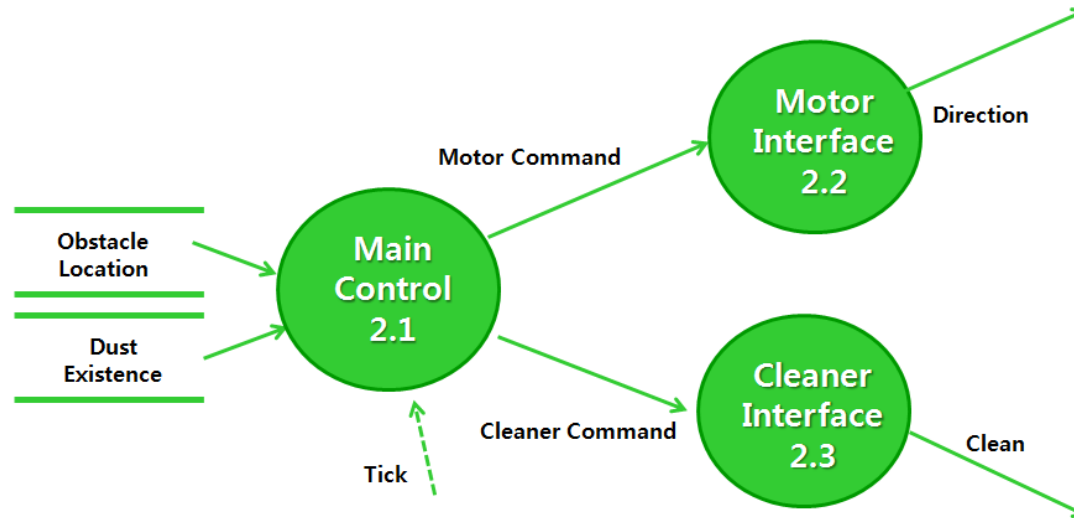 Obstacle
Location
Dust
Existence
Main
Control
2.1
Tick
Motor Command
Cleaner Command
Motor
Interface
2.2
Direction
Cleaner
Interface
2.3
Clean